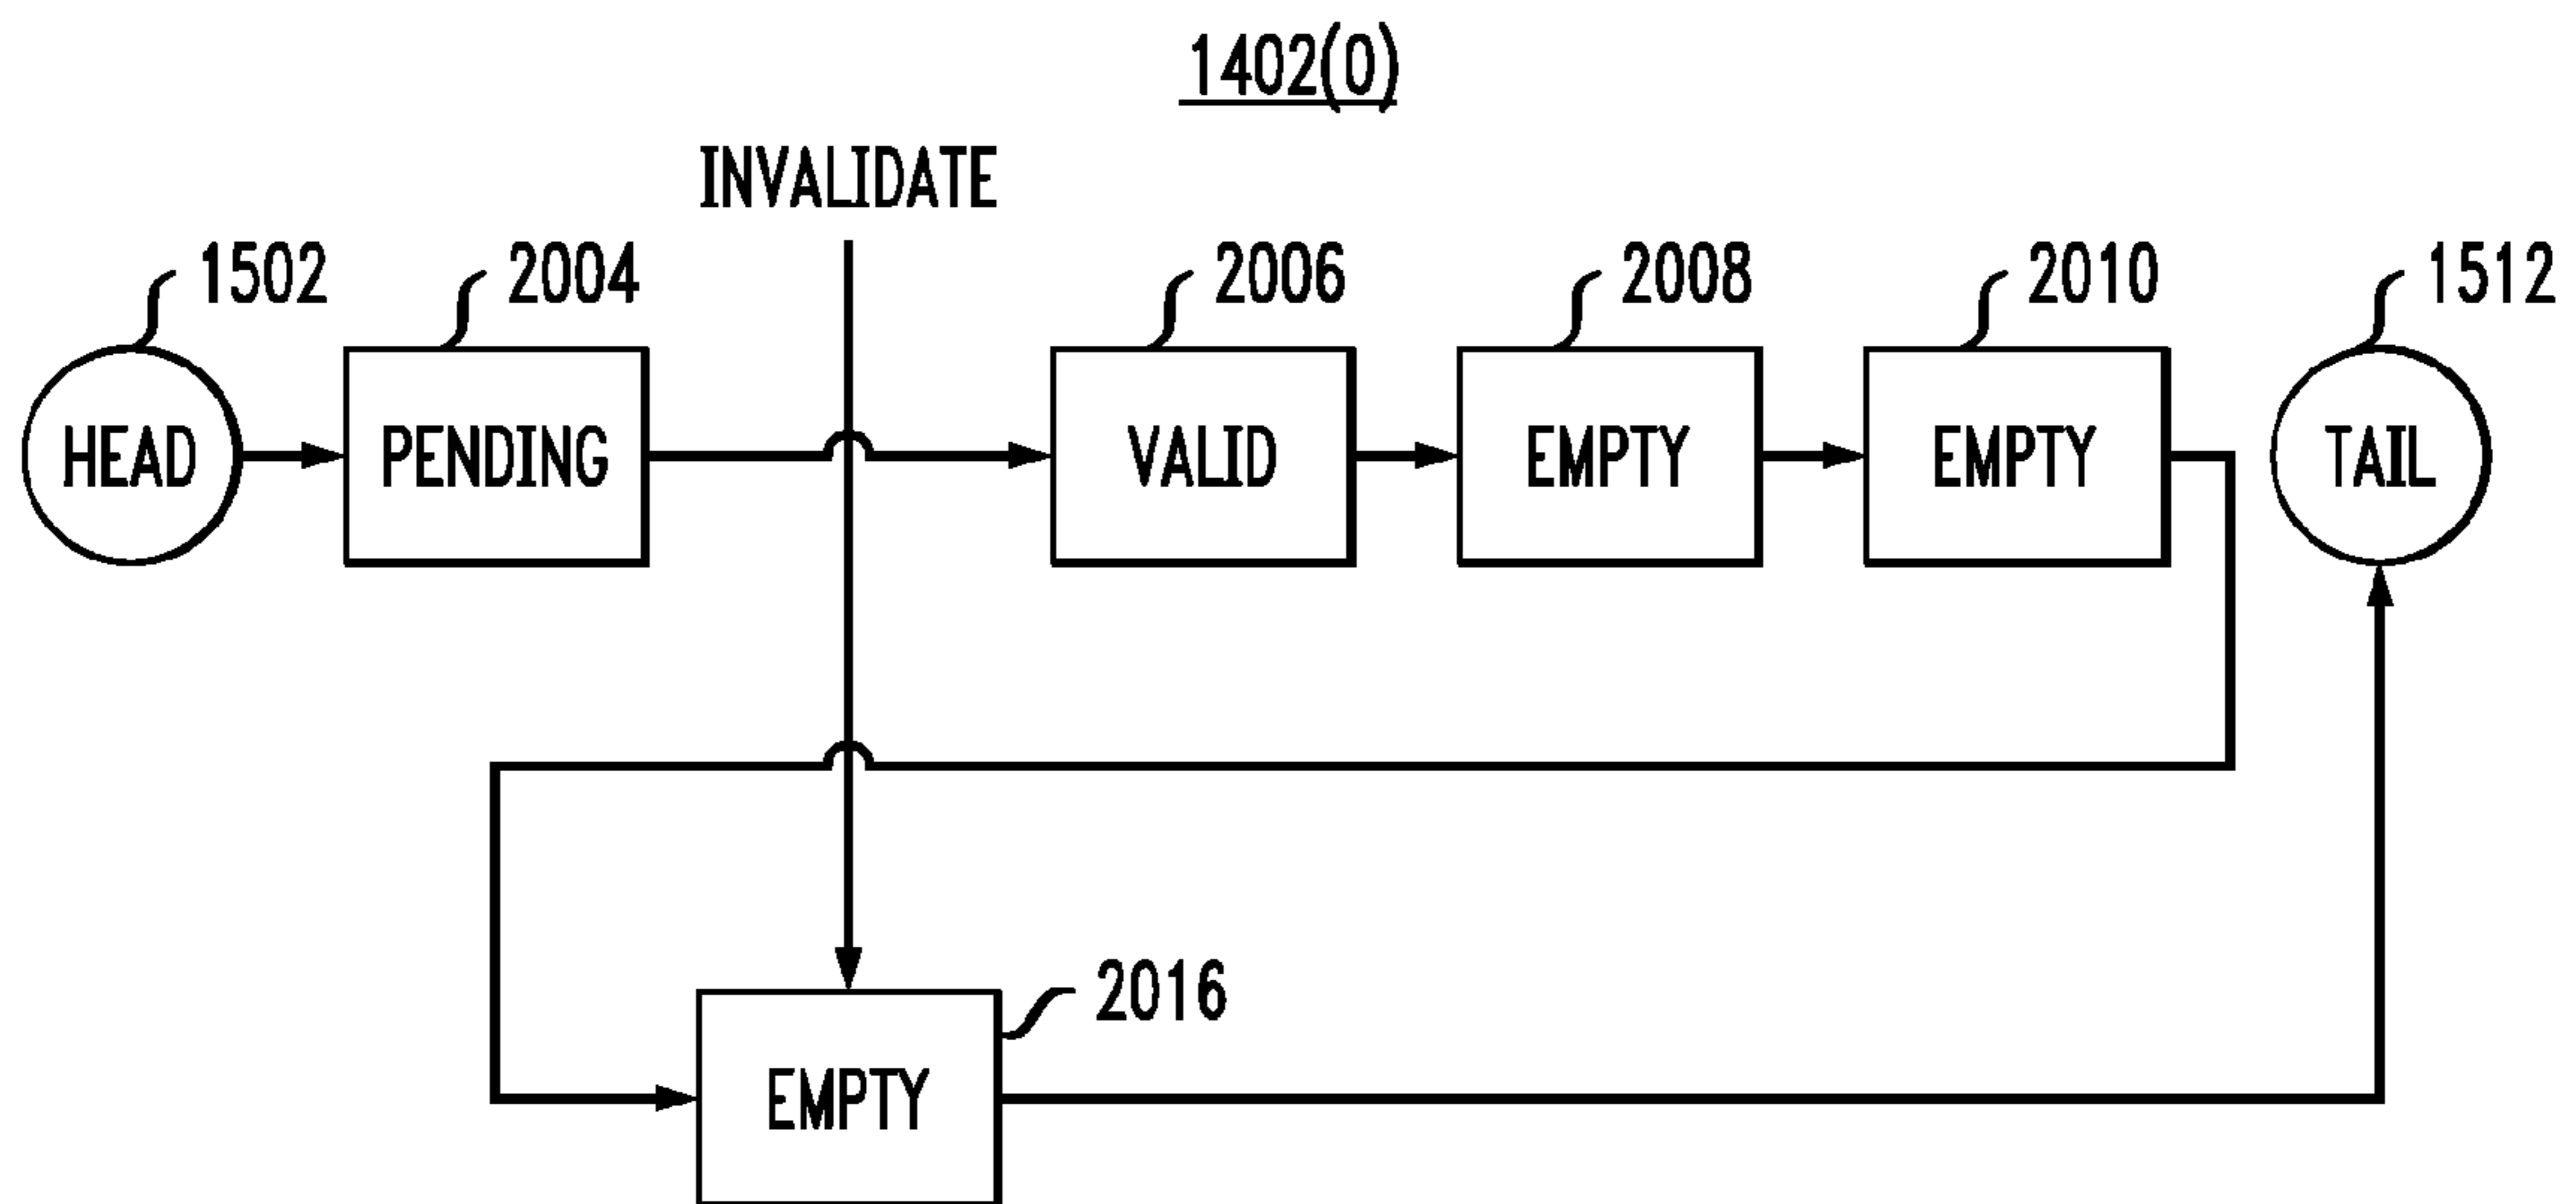 1402(0)
INVALIDATE
1502
2004
2006
2008
2010
1512
HEAD
PENDING
VALID
EMPTY
EMPTY
TAIL
2016
EMPTY